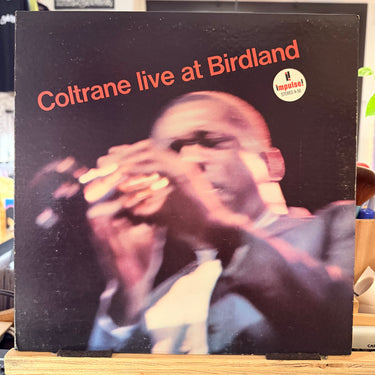 Coltrane live at Birdland
impulse!
STEREO A-50